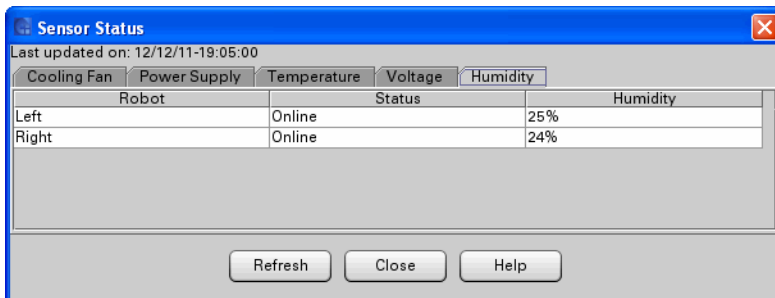 Sensor Status
Last updated on: 12/12/11-19:05:00
Cooling Fan Power Supply Temperature Voltage Humidity
Robot Status Humidity
Left Online 25%
Right Online 24%
Refresh Close Help